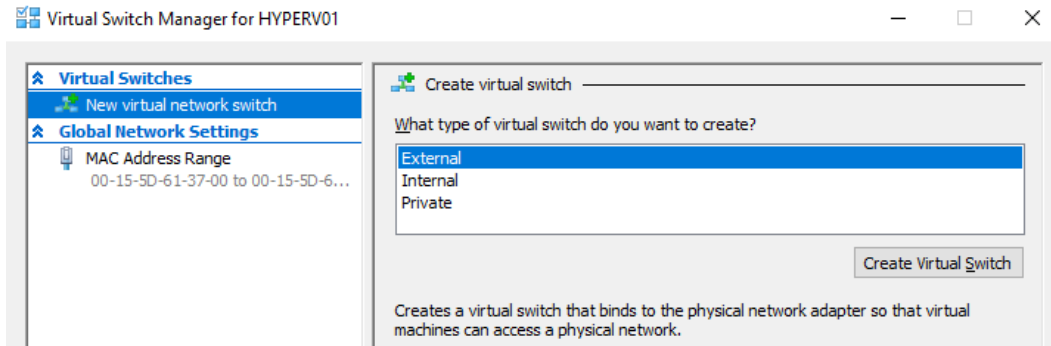 Virtual Switch Manager for HYPERV01
Virtual Switches
New virtual network switch
Global Network Settings
MAC Address Range
00-15-5D-61-37-00 to 00-15-5D-6...
Create virtual switch
What type of virtual switch do you want to create?
External
Internal
Private
Create Virtual Switch
Creates a virtual switch that binds to the physical network adapter so that virtual
machines can access a physical network.